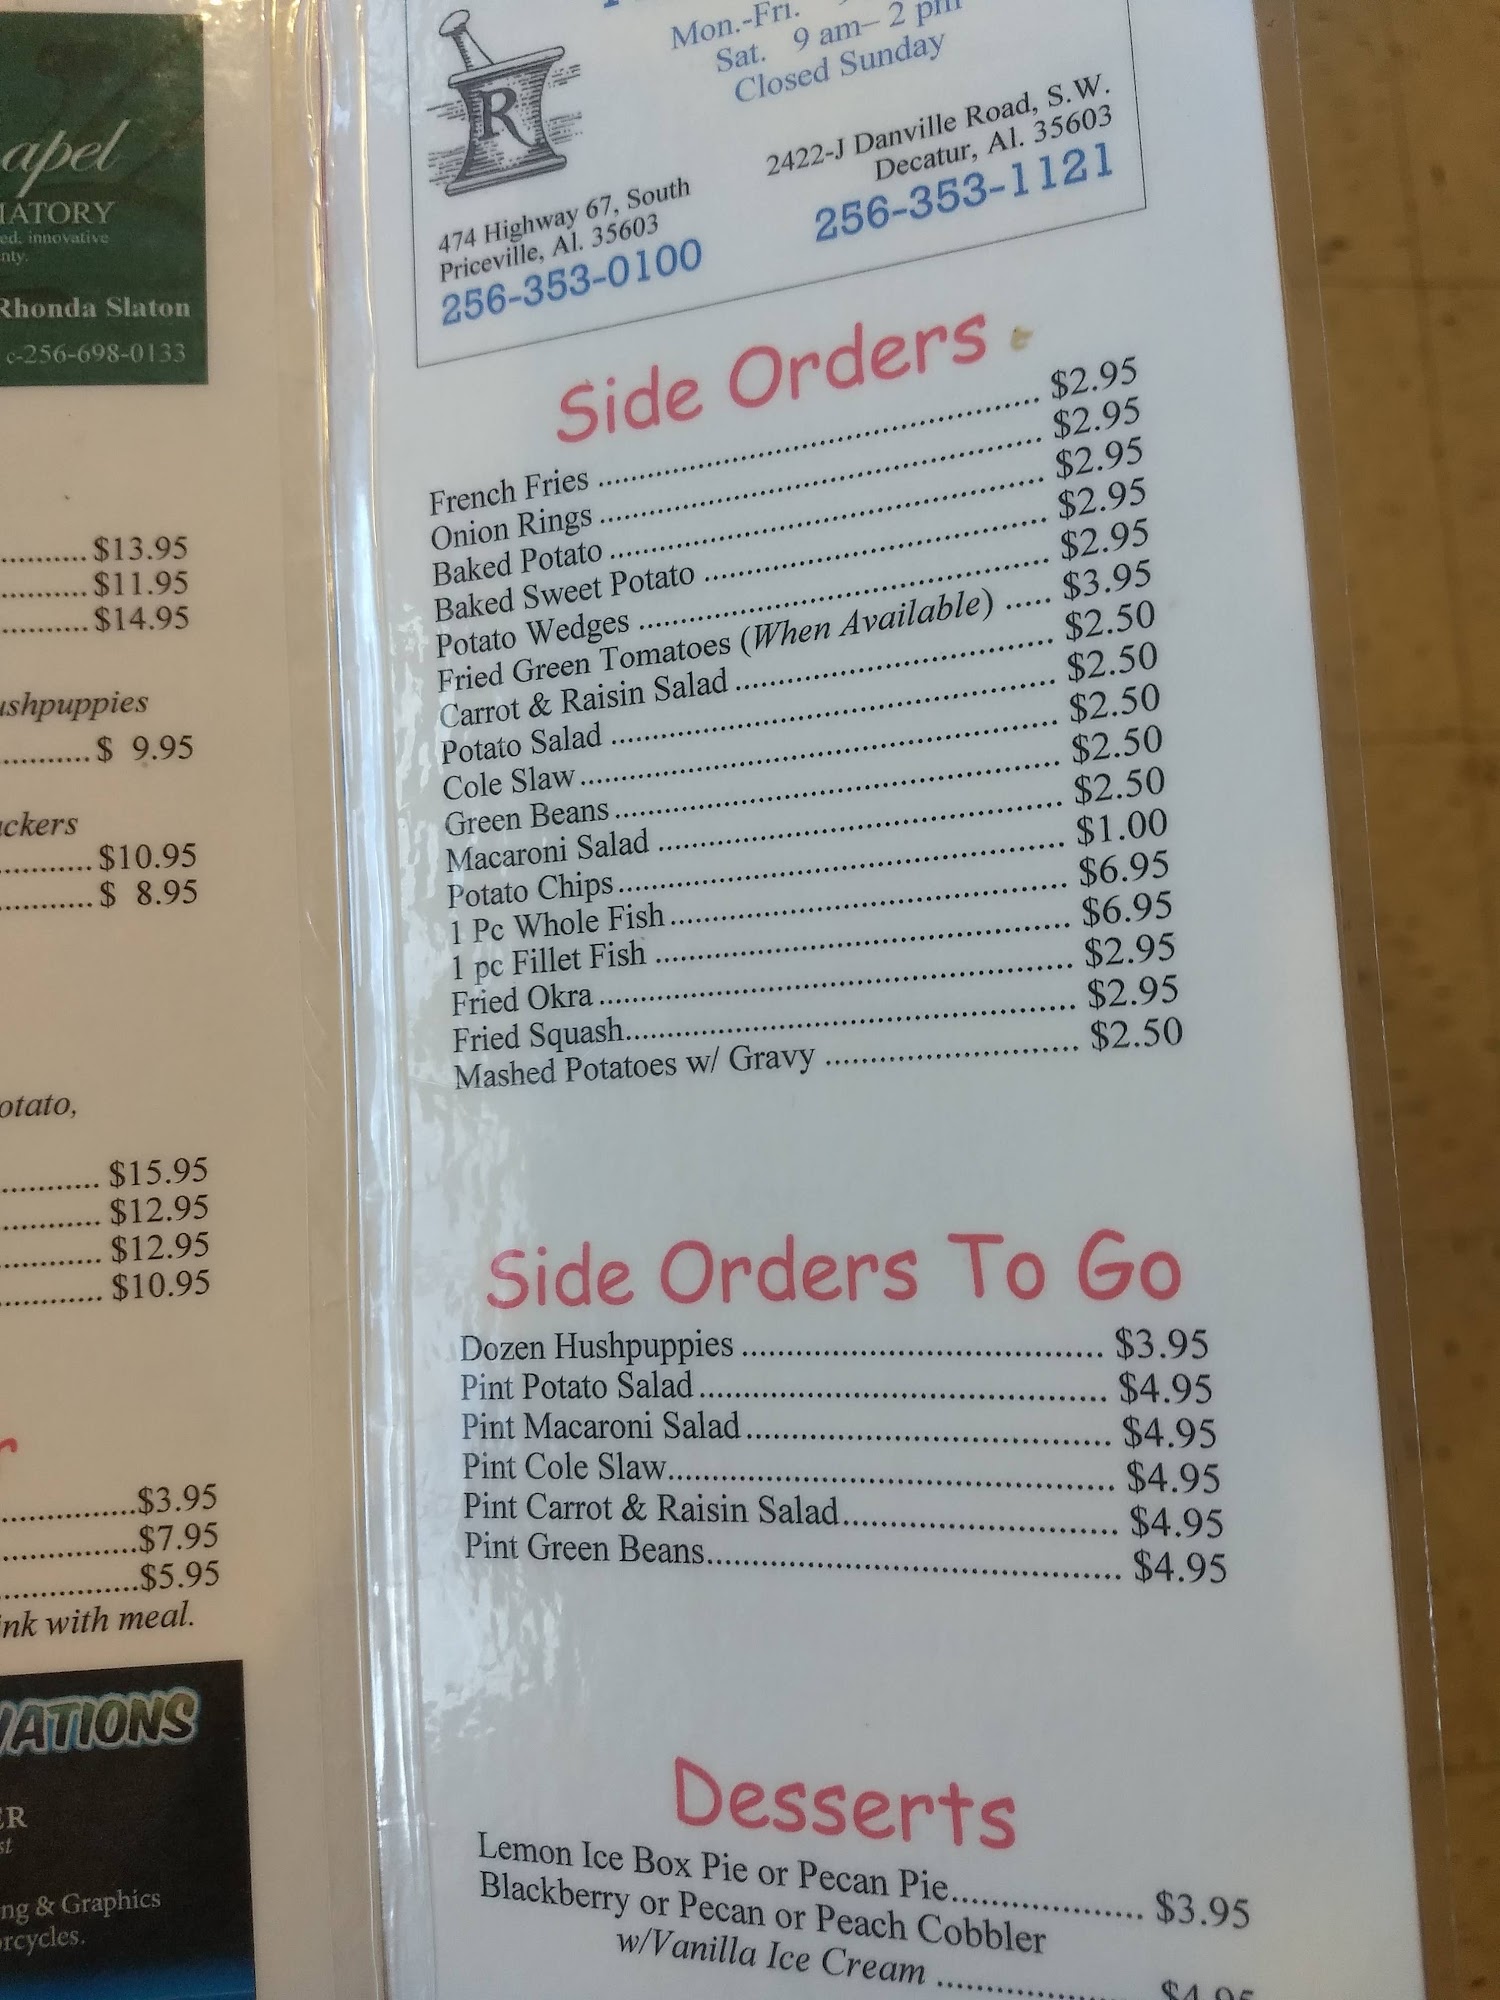 apel
IATORY
ed, innovative
nty.
Rhonda Slaton
c-256-698-0133
$13.95
$11.95
$14.95
ushpuppies
$ 9.95
ckers
$10.95
$ 8.95
otato,
$15.95
$12.95
$12.95
$10.95
r
$3.95
$7.95
$5.95
ink with meal.
VATIONS
ER
st
ng & Graphics
rcycles.
R
Mon.-Fri.
Sat. 9 am– 2 pm
Closed Sunday
474 Highway 67, South
Priceville, Al. 35603
256-353-0100
2422-J Danville Road, S.W.
Decatur, Al. 35603
256-353-1121
Side Orders
French Fries ........ $2.95
Onion Rings ........ $2.95
Baked Potato ........ $2.95
Baked Sweet Potato ........ $2.95
Potato Wedges ........ $2.95
Fried Green Tomatoes (When Available) ..... $3.95
Carrot & Raisin Salad ........ $2.50
Potato Salad ........ $2.50
Cole Slaw ........ $2.50
Green Beans ........ $2.50
Macaroni Salad ........ $2.50
Potato Chips ........ $1.00
1 Pc Whole Fish ........ $6.95
1 pc Fillet Fish ........ $6.95
Fried Okra ........ $2.95
Fried Squash ........ $2.95
Mashed Potatoes w/ Gravy ........ $2.50
Side Orders To Go
Dozen Hushpuppies ........ $3.95
Pint Potato Salad ........ $4.95
Pint Macaroni Salad ........ $4.95
Pint Cole Slaw ........ $4.95
Pint Carrot & Raisin Salad ........ $4.95
Pint Green Beans ........ $4.95
Desserts
Lemon Ice Box Pie or Pecan Pie ........ $3.95
Blackberry or Pecan or Peach Cobbler
w/Vanilla Ice Cream ........ $4.95